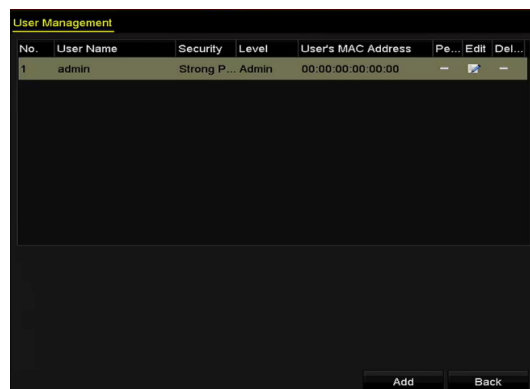 User Management
No. User Name Security Level User's MAC Address Pe... Edit Del...
1 admin Strong P... Admin 00:00:00:00:00:00 — —
Add Back